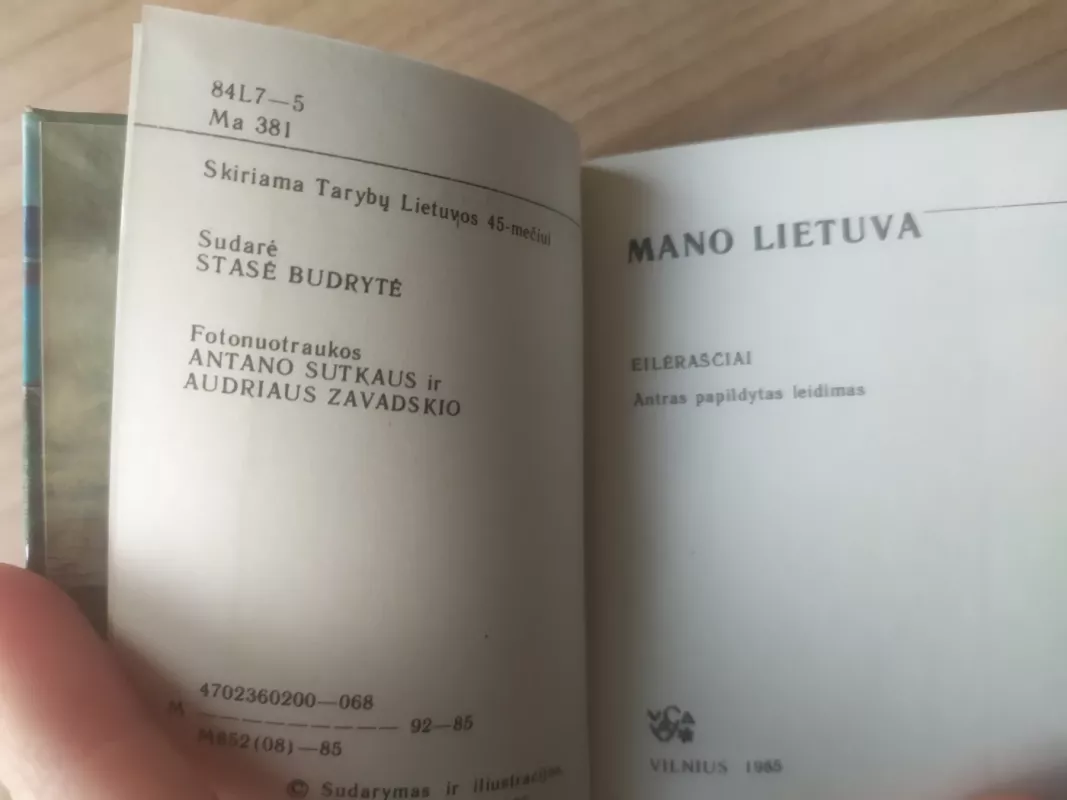 84L7—5
Ma 381
Skiriama Tarybų Lietuvos 45-mečiui
Sudarė
STASĖ BUDRYTĖ
Fotonuotraukos
ANTANO SUTKAUS ir
AUDRIAUS ZAVADSKIO
4702360200—068
M ————————— 92—85
M852(08)—85
© Sudarymas ir iliustracijos
MANO LIETUVA
EILĖRAŠČIAI
Antras papildytas leidimas
VILNIUS 1985